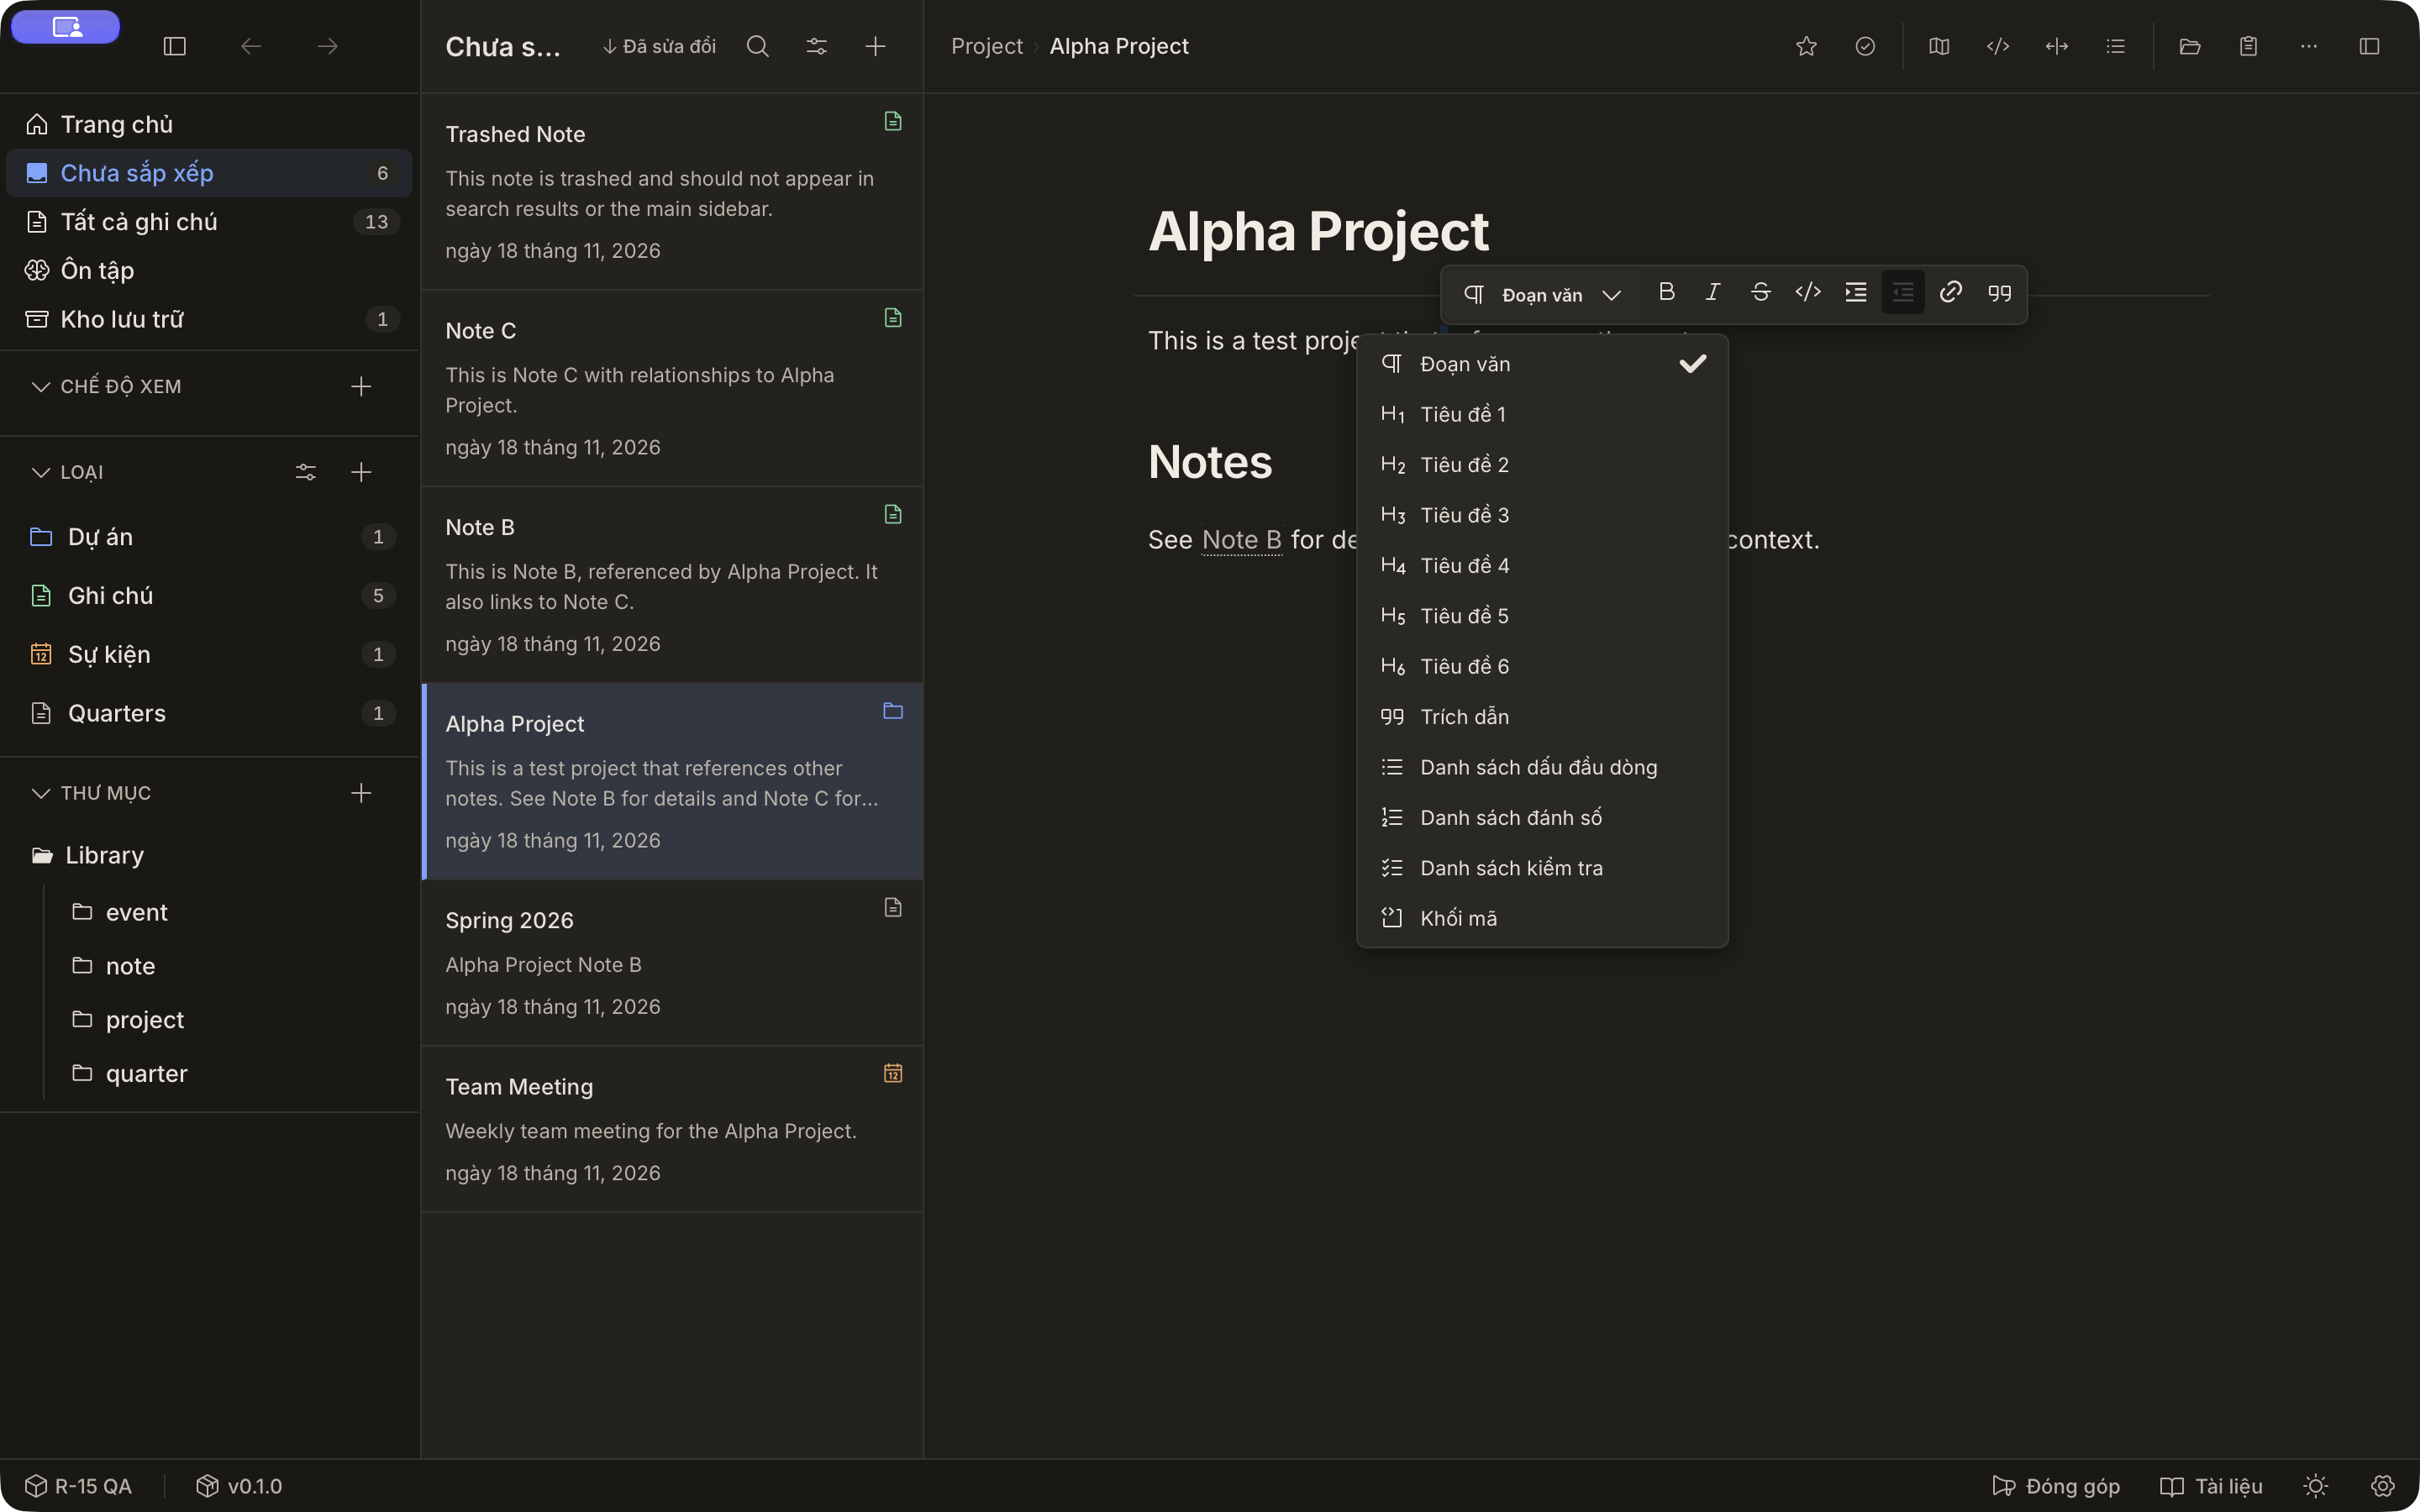 Trang chủ
Chưa sắp xếp
6
Tất cả ghi chú
13
Ôn tập
Kho lưu trữ
1
CHẾ ĐỘ XEM
LOẠI
Dự án
1
Ghi chú
5
12
Sự kiện
1
Quarters
1
THƯ MỤC
Library
event
note
project
quarter
Chưa s...
Đã sửa đổi
Trashed Note
This note is trashed and should not appear in
search results or the main sidebar.
ngày 18 tháng 11, 2026
Note C
This is Note C with relationships to Alpha
Project.
ngày 18 tháng 11, 2026
Note B
This is Note B, referenced by Alpha Project. It
also links to Note C.
ngày 18 tháng 11, 2026
Alpha Project
This is a test project that references other
notes. See Note B for details and Note C for...
ngày 18 tháng 11, 2026
Spring 2026
Alpha Project Note B
ngày 18 tháng 11, 2026
Team Meeting
12
Weekly team meeting for the Alpha Project.
ngày 18 tháng 11, 2026
Project
Alpha Project
Alpha Project
Đoạn văn
B I S
This is a test
Notes
See Note B for
context.
Đoạn văn
H1 Tiêu đề 1
H2 Tiêu đề 2
H3 Tiêu đề 3
H4 Tiêu đề 4
H5 Tiêu đề 5
H6 Tiêu đề 6
Trích dẫn
Danh sách dấu đầu dòng
Danh sách đánh số
Danh sách kiểm tra
Khối mã
R-15 QA
v0.1.0
Đóng góp
Tài liệu